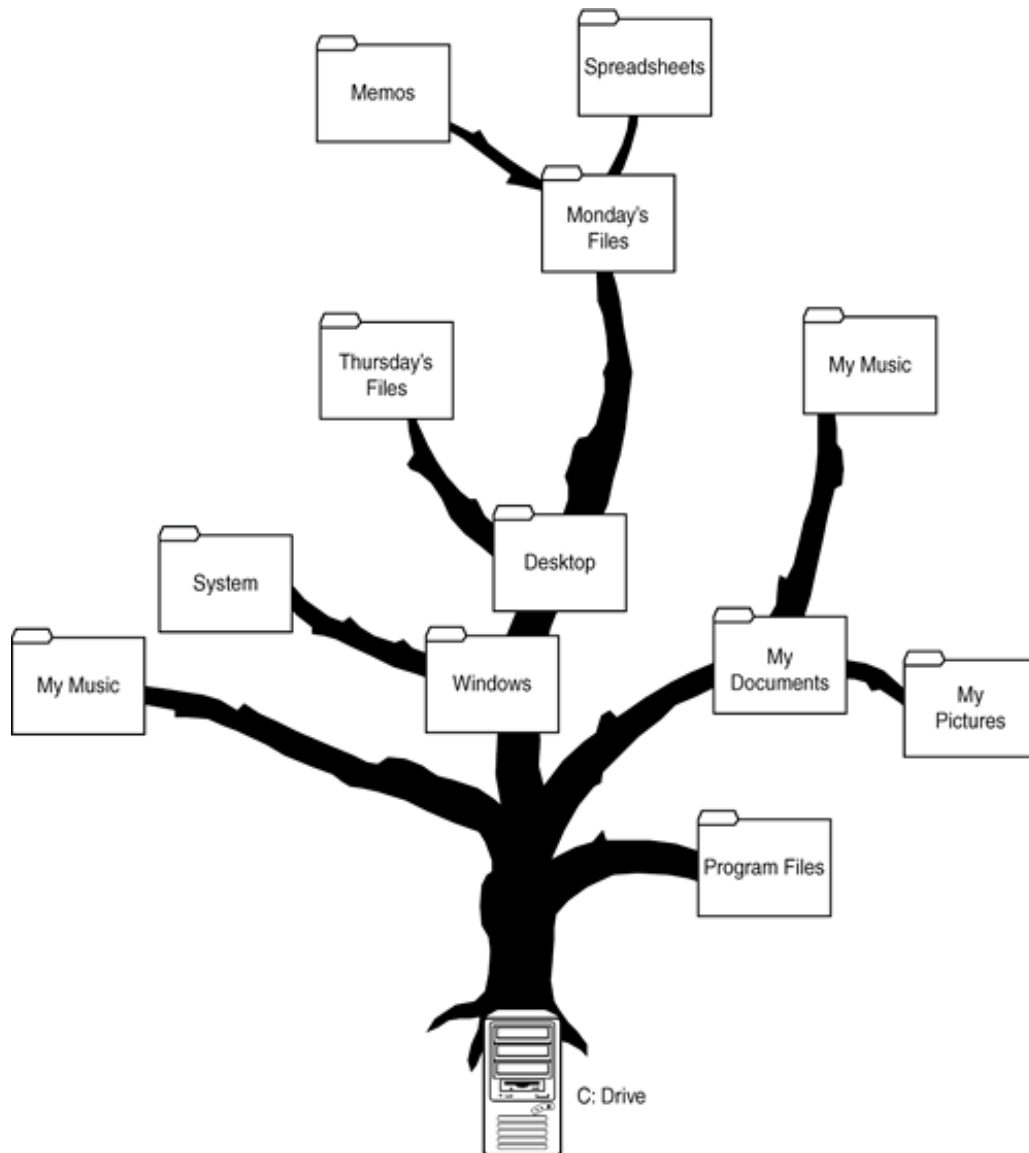 Spreadsheets
Memos
Monday's
Files
Thursday's
Files
My Music
Desktop
System
My Music
Windows
My
Documents
My
Pictures
Program Files
C: Drive